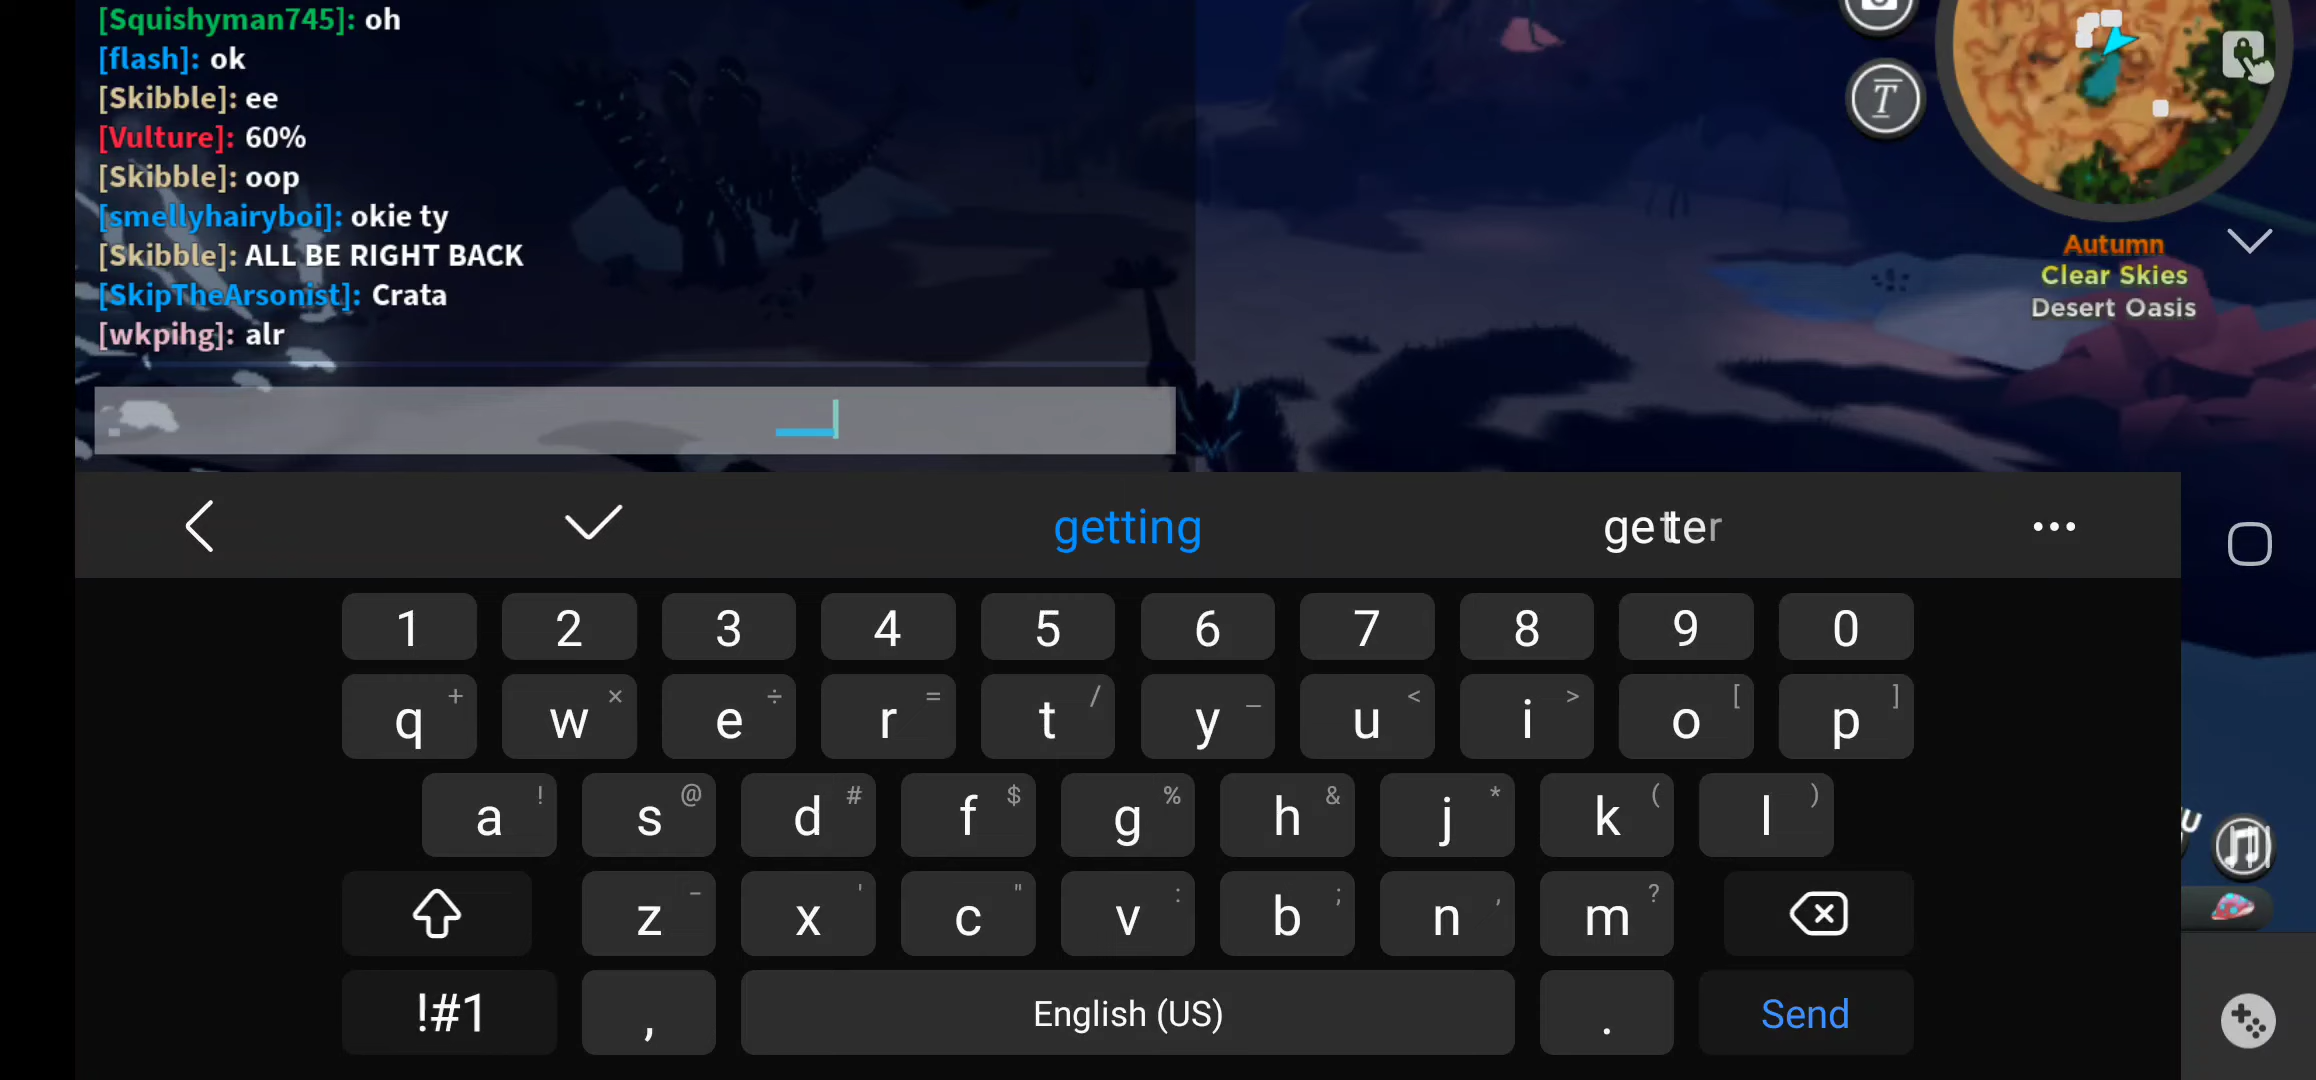 [Squishyman745]: oh
[flash]: ok
[Skibble]: ee
[Vulture]: 60%
[Skibble]: oop
[smellyhairyboi]: okie ty
[Skibble]: ALL BE RIGHT BACK
[SkipTheArsonist]: Crata
[wkpihg]: alr
T
Autumn
Clear Skies
Desert Oasis
getting
getter
1 2 3 4 5 6 7 8 9 0
+ × ÷ = / _ < > [ ]
q w e r t y u i o p
! @ # $ % & * ( )
a s d f g h j k l
- ' " : ; , ?
z x c v b n m
!#1 , English (US) . Send